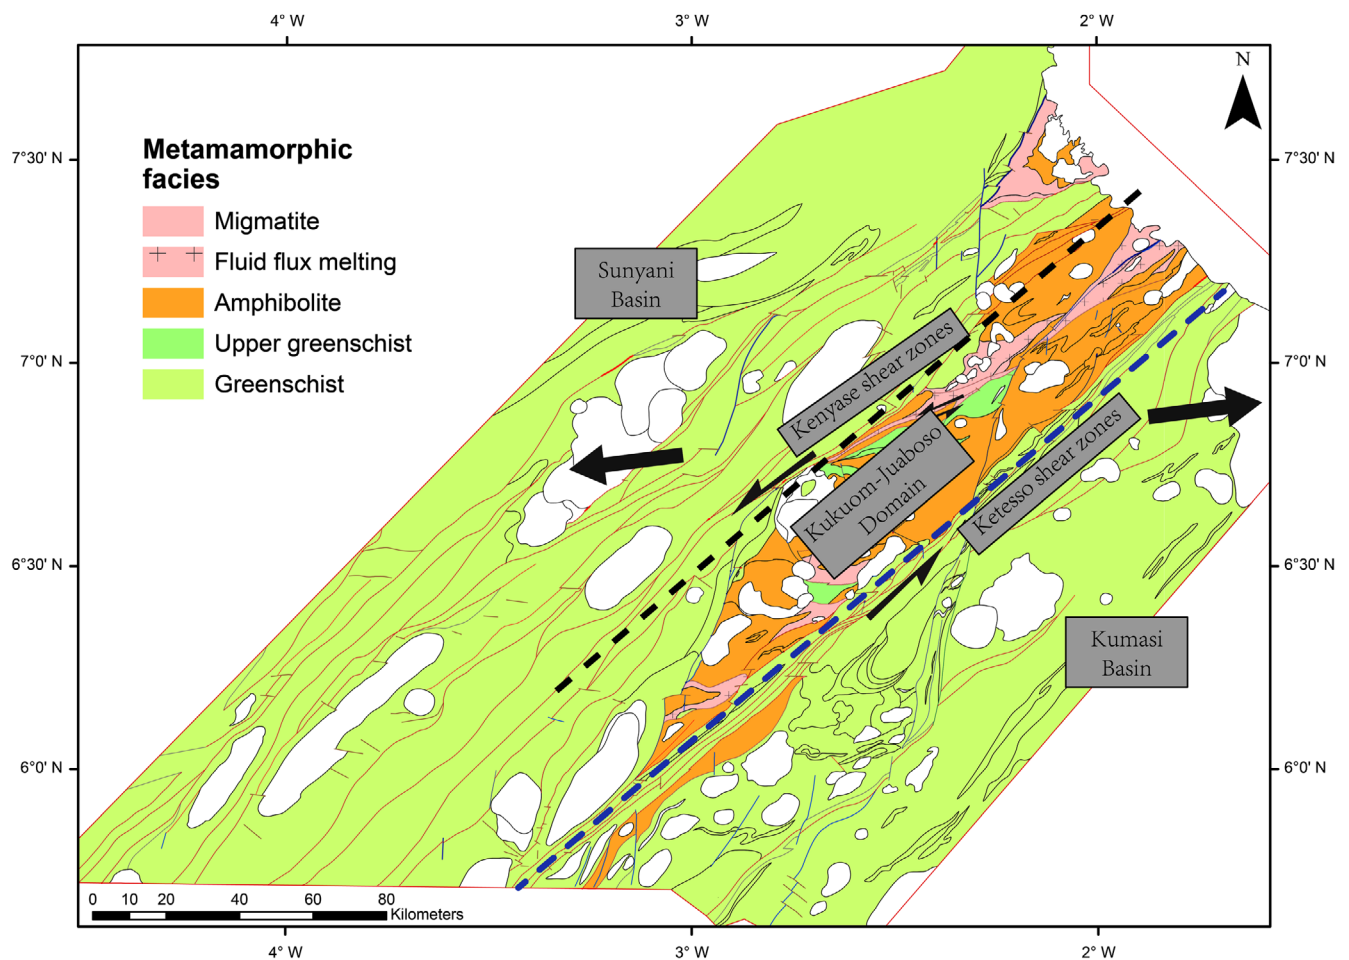 4° W
3° W
2° W
N
7°30' N
7°30' N
Metamamorphic
facies
Migmatite
Fluid flux melting
Amphibolite
Upper greenschist
Greenschist
Sunyani
Basin
7°0' N
7°0' N
Kenyase shear zones
Kukuom-Juaboso
Domain
Ketesso shear zones
6°30' N
6°30' N
Kumasi
Basin
6°0' N
6°0' N
0 10 20 40 60 80
Kilometers
4° W
3° W
2° W